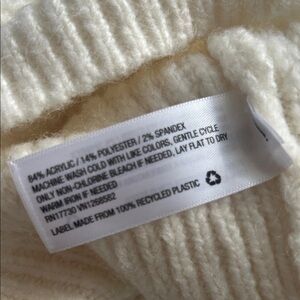 84% ACRYLIC / 14% POLYESTER / 2% SPANDEX
MACHINE WASH COLD WITH LIKE COLORS, GENTLE CYCLE
ONLY NON-CHLORINE BLEACH IF NEEDED, LAY FLAT TO DRY
WARM IRON IF NEEDED
RN17730 VN1268562
LABEL MADE FROM 100% RECYCLED PLASTIC